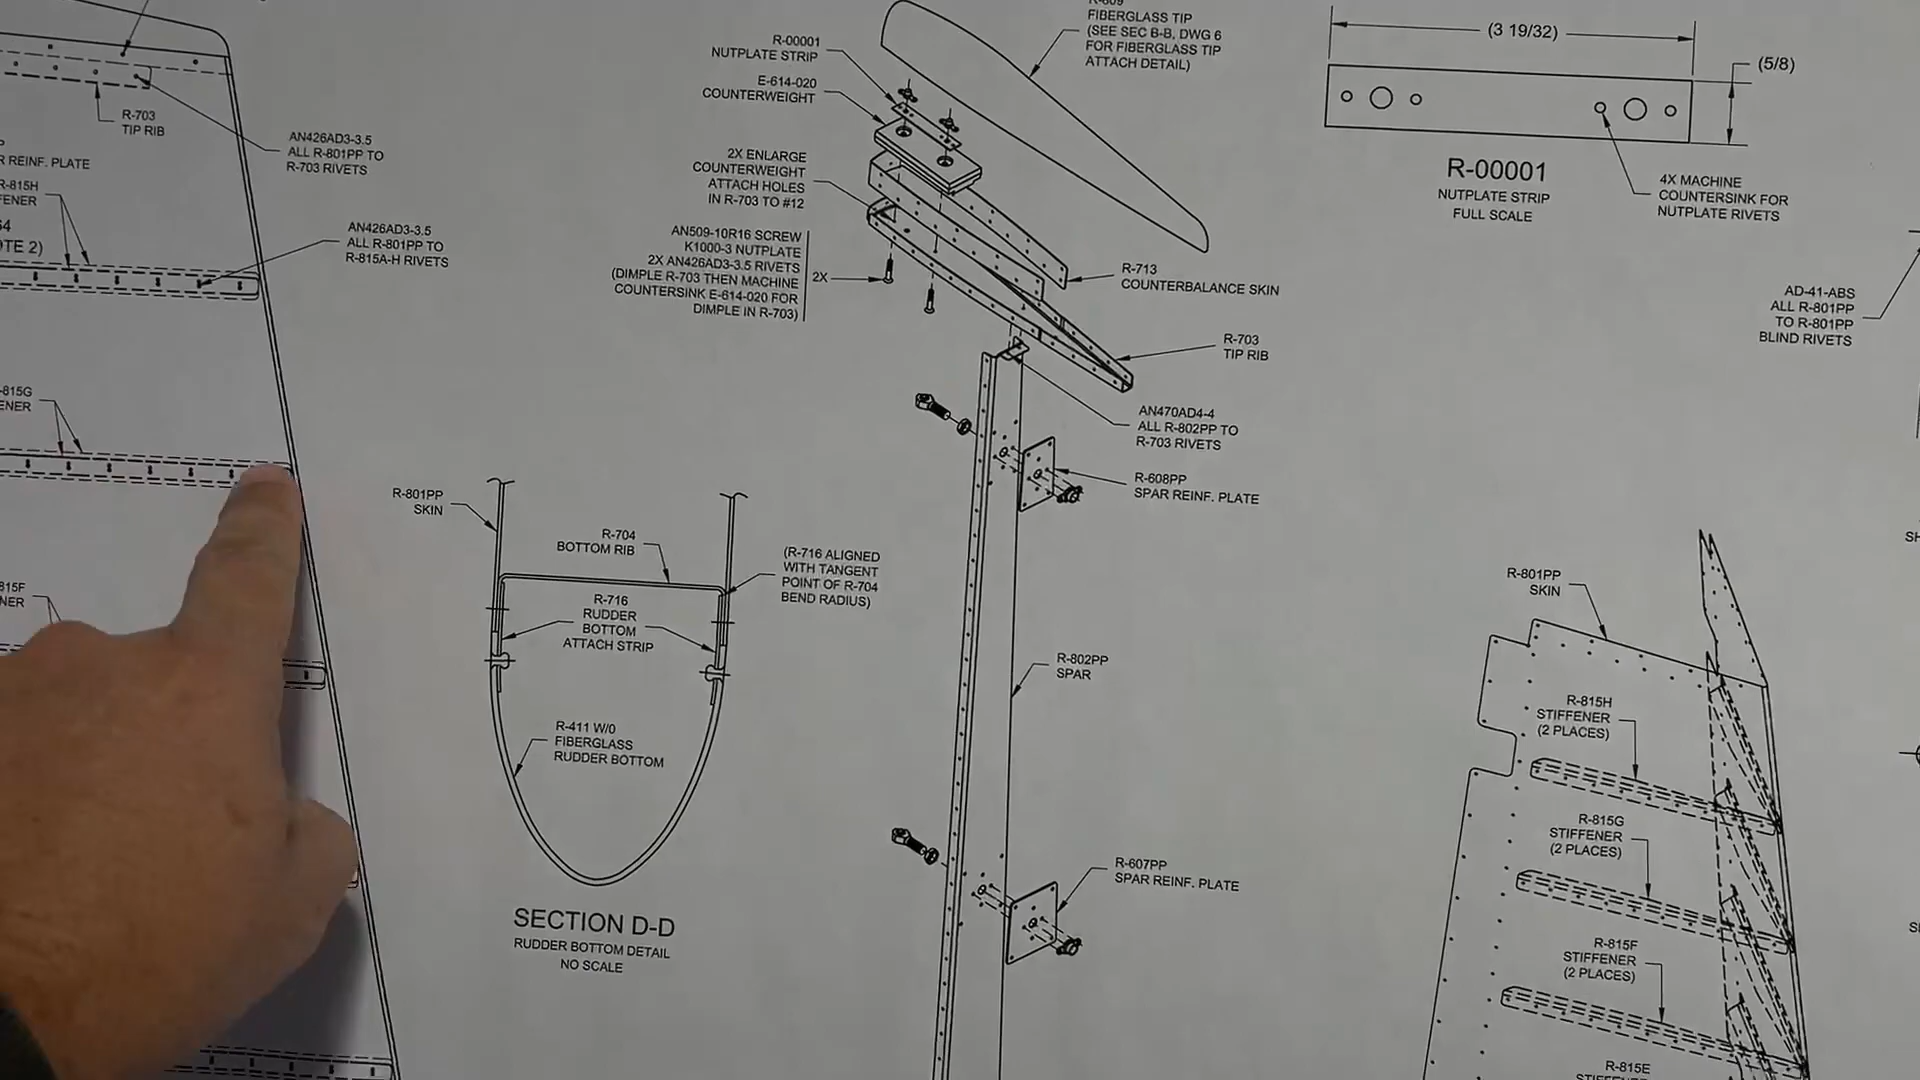 R-703
TIP RIB
AN426AD3-3.5
ALL R-801PP TO
R-703 RIVETS
REINF. PLATE
-815H
FENER
TE 2)
AN426AD3-3.5
ALL R-801PP TO
R-815A-H RIVETS
-815G
ENER
815F
NER
R-00001
NUTPLATE STRIP
E-614-020
COUNTERWEIGHT
2X ENLARGE
COUNTERWEIGHT
ATTACH HOLES
IN R-703 TO #12
AN509-10R16 SCREW
K1000-3 NUTPLATE
2X AN426AD3-3.5 RIVETS
(DIMPLE R-703 THEN MACHINE
COUNTERSINK E-614-020 FOR
DIMPLE IN R-703)
2X
R-609
FIBERGLASS TIP
(SEE SEC B-B, DWG 6
FOR FIBERGLASS TIP
ATTACH DETAIL)
R-713
COUNTERBALANCE SKIN
R-703
TIP RIB
AN470AD4-4
ALL R-802PP TO
R-703 RIVETS
R-608PP
SPAR REINF. PLATE
R-802PP
SPAR
R-607PP
SPAR REINF. PLATE
R-801PP
SKIN
R-704
BOTTOM RIB
(R-716 ALIGNED
WITH TANGENT
POINT OF R-704
BEND RADIUS)
R-716
RUDDER
BOTTOM
ATTACH STRIP
R-411 W/0
FIBERGLASS
RUDDER BOTTOM
SECTION D-D
RUDDER BOTTOM DETAIL
NO SCALE
(3 19/32)
(5/8)
R-00001
NUTPLATE STRIP
FULL SCALE
4X MACHINE
COUNTERSINK FOR
NUTPLATE RIVETS
AD-41-ABS
ALL R-801PP
TO R-801PP
BLIND RIVETS
R-801PP
SKIN
R-815H
STIFFENER
(2 PLACES)
R-815G
STIFFENER
(2 PLACES)
R-815F
STIFFENER
(2 PLACES)
R-815E
STIFFENER
SH